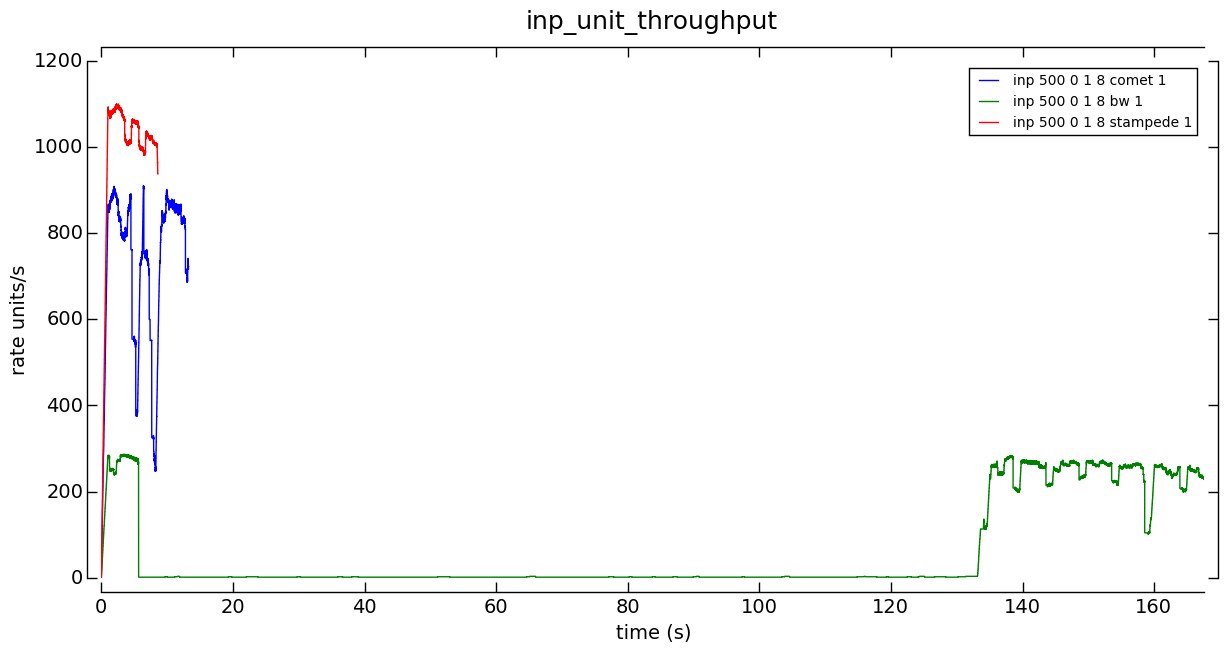 inp_unit_throughput
1200
1000
800
600
400
200
0
rate units/s
inp 500 0 1 8 comet 1
inp 500 0 1 8 bw 1
inp 500 0 1 8 stampede 1
0 20 40 60 80 100 120 140 160
time (s)